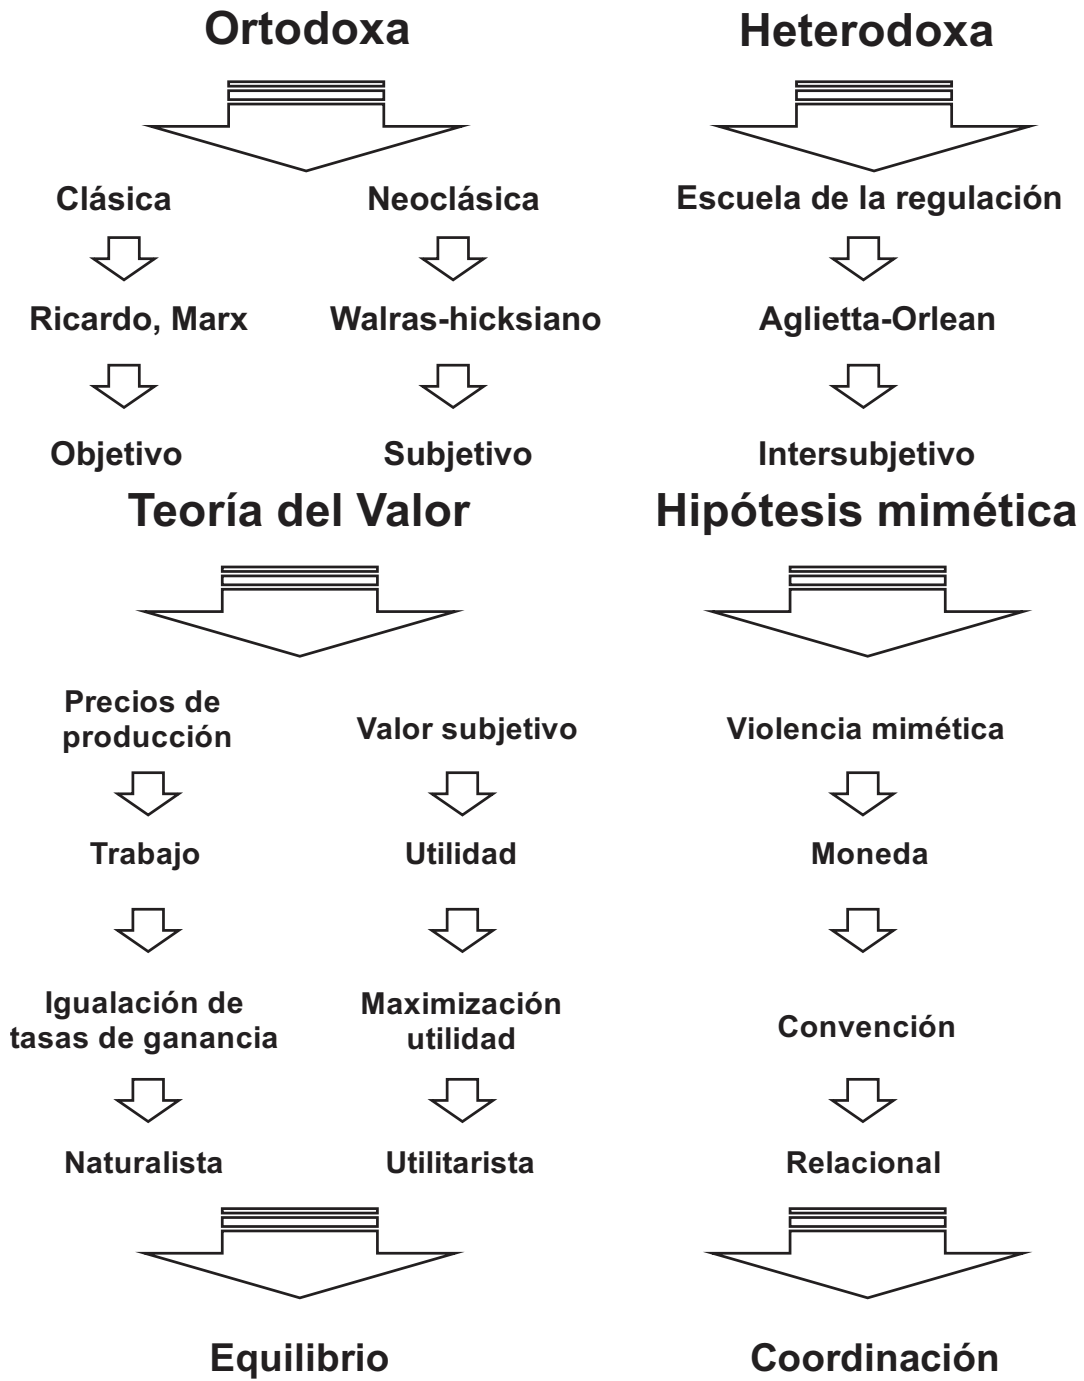 Ortodoxa
Heterodoxa
Clásica
Neoclásica
Escuela de la regulación
Ricardo, Marx
Walras-hicksiano
Aglietta-Orlean
Objetivo
Subjetivo
Intersubjetivo
Teoría del Valor
Hipótesis mimética
Precios de
producción
Valor subjetivo
Violencia mimética
Trabajo
Utilidad
Moneda
Igualación de
tasas de ganancia
Maximización
utilidad
Convención
Naturalista
Utilitarista
Relacional
Equilibrio
Coordinación